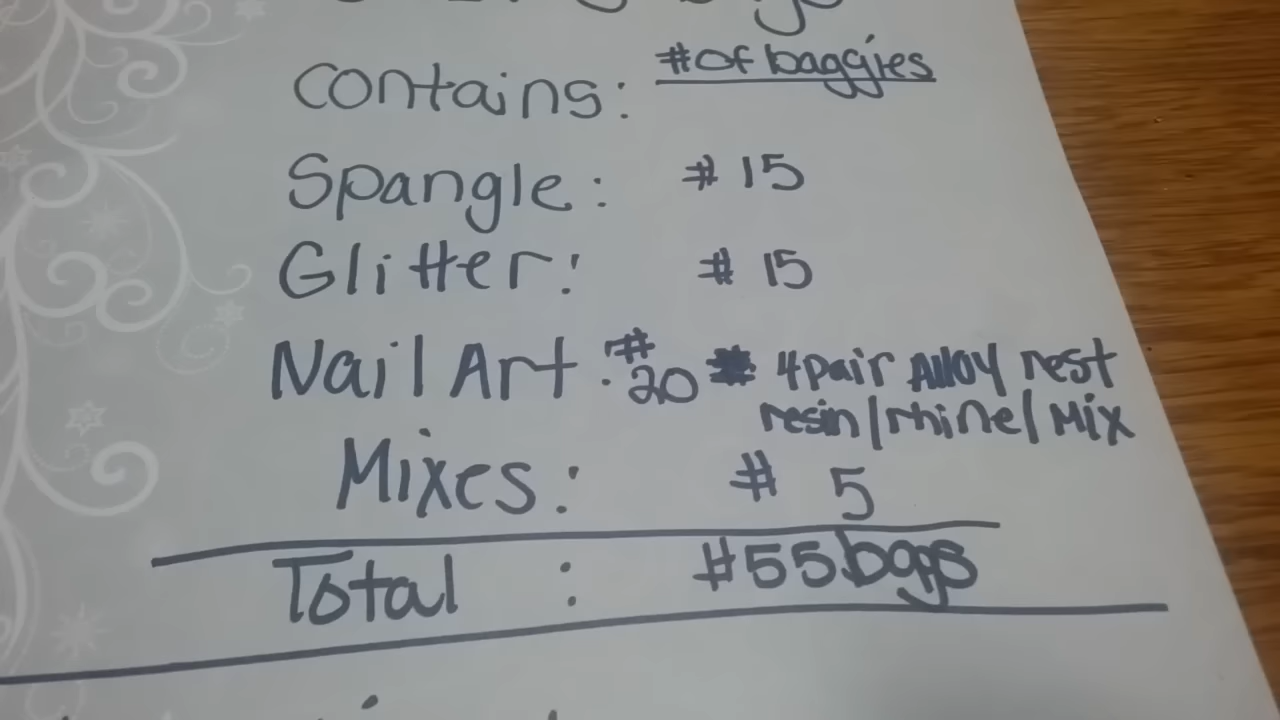 Contains: #of baggies
Spangle: # 15
Glitter: # 15
Nail Art: #20 # 4pair Alloy rest
resin/rhine/Mix
Mixes: # 5
Total : #55 bags